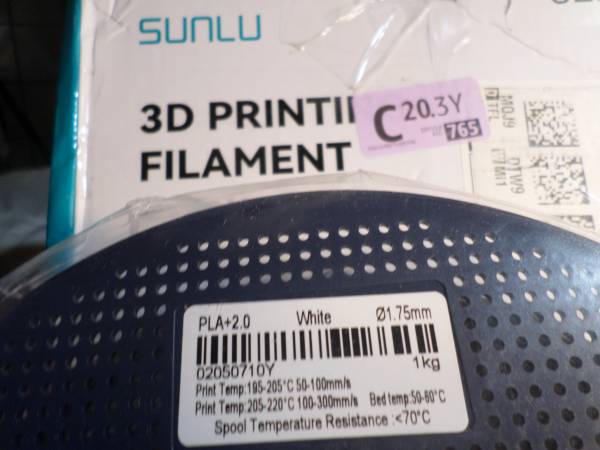 SUNLU
3D PRINTI
FILAMENT
C 20.3Y
765
PLA+2.0 White Ø1.75mm
02050710Y 1kg
Print Temp:195-205°C 50-100mm/s
Print Temp:205-220°C 100-300mm/s Bed temp:50-60°C
Spool Temperature Resistance :<70°C